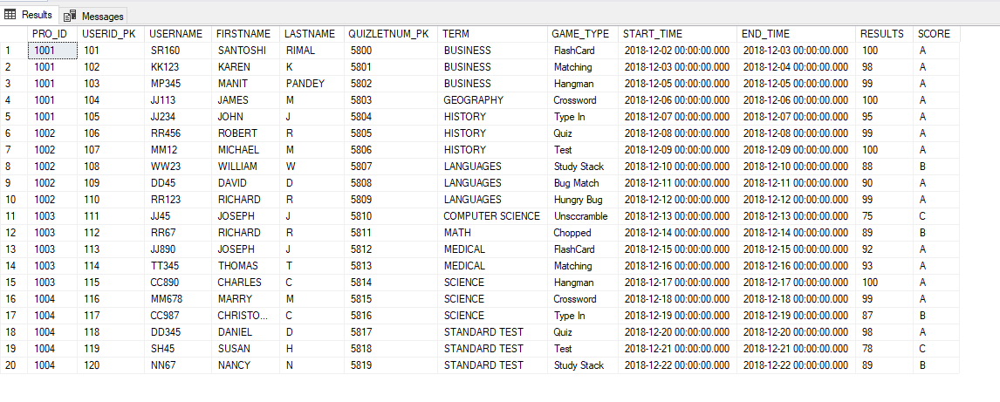 Results Messages
PRO_ID USERID_PK USERNAME FIRSTNAME LASTNAME QUIZLETNUM_PK TERM GAME_TYPE START_TIME END_TIME RESULTS SCORE
1 1001 101 SR160 SANTOSHI RIMAL 5800 BUSINESS FlashCard 2018-12-02 00:00:00.000 2018-12-03 00:00:00.000 100 A
2 1001 102 KK123 KAREN K 5801 BUSINESS Matching 2018-12-03 00:00:00.000 2018-12-04 00:00:00.000 98 A
3 1001 103 MP345 MANIT PANDEY 5802 BUSINESS Hangman 2018-12-05 00:00:00.000 2018-12-05 00:00:00.000 99 A
4 1001 104 JJ113 JAMES M 5803 GEOGRAPHY Crossword 2018-12-06 00:00:00.000 2018-12-06 00:00:00.000 100 A
5 1001 105 JJ234 JOHN J 5804 HISTORY Type In 2018-12-07 00:00:00.000 2018-12-07 00:00:00.000 95 A
6 1002 106 RR456 ROBERT R 5805 HISTORY Quiz 2018-12-08 00:00:00.000 2018-12-08 00:00:00.000 99 A
7 1002 107 MM12 MICHAEL M 5806 HISTORY Test 2018-12-09 00:00:00.000 2018-12-09 00:00:00.000 100 A
8 1002 108 WW23 WILLIAM W 5807 LANGUAGES Study Stack 2018-12-10 00:00:00.000 2018-12-10 00:00:00.000 88 B
9 1002 109 DD45 DAVID D 5808 LANGUAGES Bug Match 2018-12-11 00:00:00.000 2018-12-11 00:00:00.000 90 A
10 1002 110 RR123 RICHARD R 5809 LANGUAGES Hungry Bug 2018-12-12 00:00:00.000 2018-12-12 00:00:00.000 99 A
11 1003 111 JJ45 JOSEPH J 5810 COMPUTER SCIENCE Unsccramble 2018-12-13 00:00:00.000 2018-12-13 00:00:00.000 75 C
12 1003 112 RR67 RICHARD R 5811 MATH Chopped 2018-12-14 00:00:00.000 2018-12-14 00:00:00.000 89 B
13 1003 113 JJ890 JOSEPH J 5812 MEDICAL FlashCard 2018-12-15 00:00:00.000 2018-12-15 00:00:00.000 92 A
14 1003 114 TT345 THOMAS T 5813 MEDICAL Matching 2018-12-16 00:00:00.000 2018-12-16 00:00:00.000 93 A
15 1003 115 CC890 CHARLES C 5814 SCIENCE Hangman 2018-12-17 00:00:00.000 2018-12-17 00:00:00.000 100 A
16 1004 116 MM678 MARRY M 5815 SCIENCE Crossword 2018-12-18 00:00:00.000 2018-12-18 00:00:00.000 99 A
17 1004 117 CC987 CHRISTO... C 5816 SCIENCE Type In 2018-12-19 00:00:00.000 2018-12-19 00:00:00.000 87 B
18 1004 118 DD345 DANIEL D 5817 STANDARD TEST Quiz 2018-12-20 00:00:00.000 2018-12-20 00:00:00.000 98 A
19 1004 119 SH45 SUSAN H 5818 STANDARD TEST Test 2018-12-21 00:00:00.000 2018-12-21 00:00:00.000 78 C
20 1004 120 NN67 NANCY N 5819 STANDARD TEST Study Stack 2018-12-22 00:00:00.000 2018-12-22 00:00:00.000 89 B